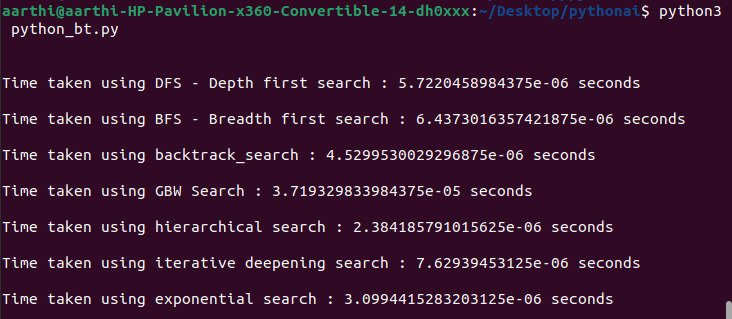 aarthi@aarthi-HP-Pavilion-x360-Convertible-14-dh0xxx:~/Desktop/pythonai$ python3
python_bt.py
Time taken using DFS - Depth first search : 5.7220458984375e-06 seconds
Time taken using BFS - Breadth first search : 6.4373016357421875e-06 seconds
Time taken using backtrack_search : 4.5299530029296875e-06 seconds
Time taken using GBW Search : 3.719329833984375e-05 seconds
Time taken using hierarchical search : 2.384185791015625e-06 seconds
Time taken using iterative deepening search : 7.62939453125e-06 seconds
Time taken using exponential search : 3.0994415283203125e-06 seconds